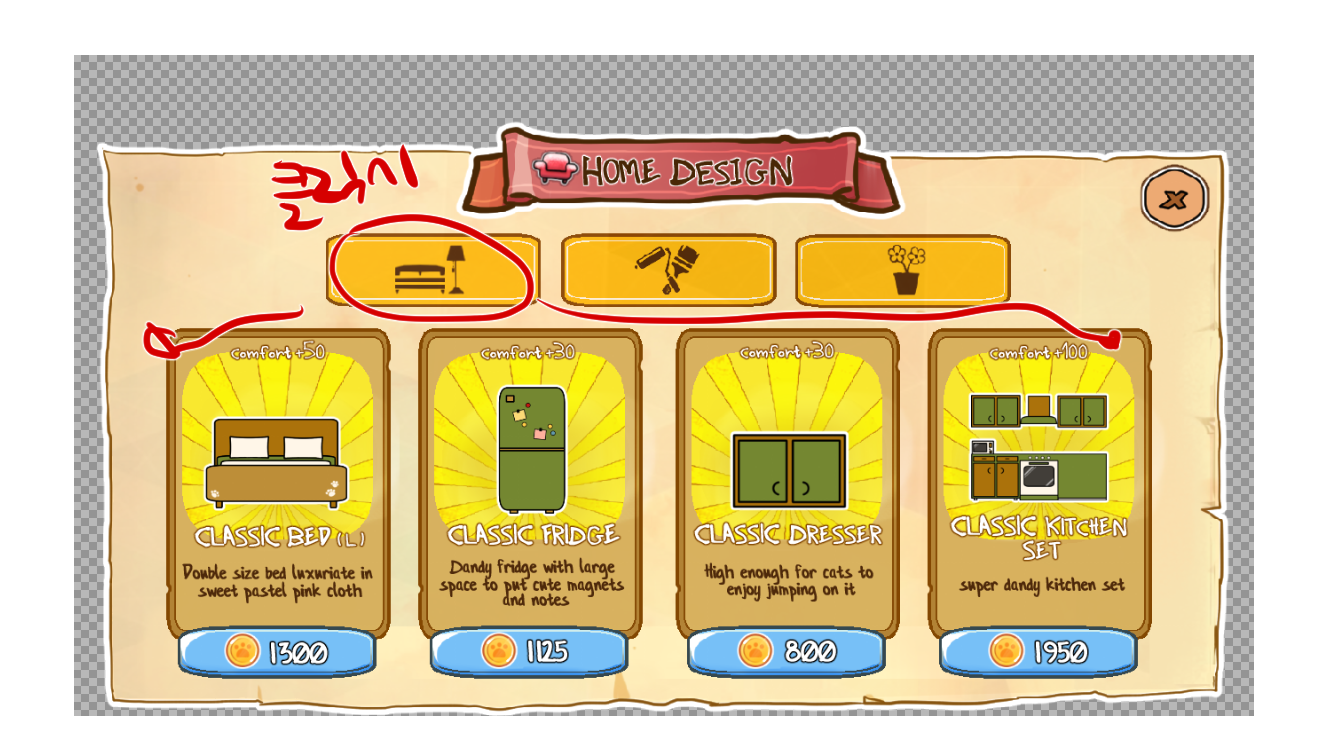 HOME DESIGN
클릭시
x
comfort +50
CLASSIC BED (L)
Double size bed luxuriate in
sweet pastel pink cloth
1300
comfort +30
CLASSIC FRIDGE
Dandy fridge with large
space to put cute magnets
and notes
1125
comfort +30
CLASSIC DRESSER
High enough for cats to
enjoy jumping on it
800
comfort +100
CLASSIC KITCHEN
SET
super dandy kitchen set
1950